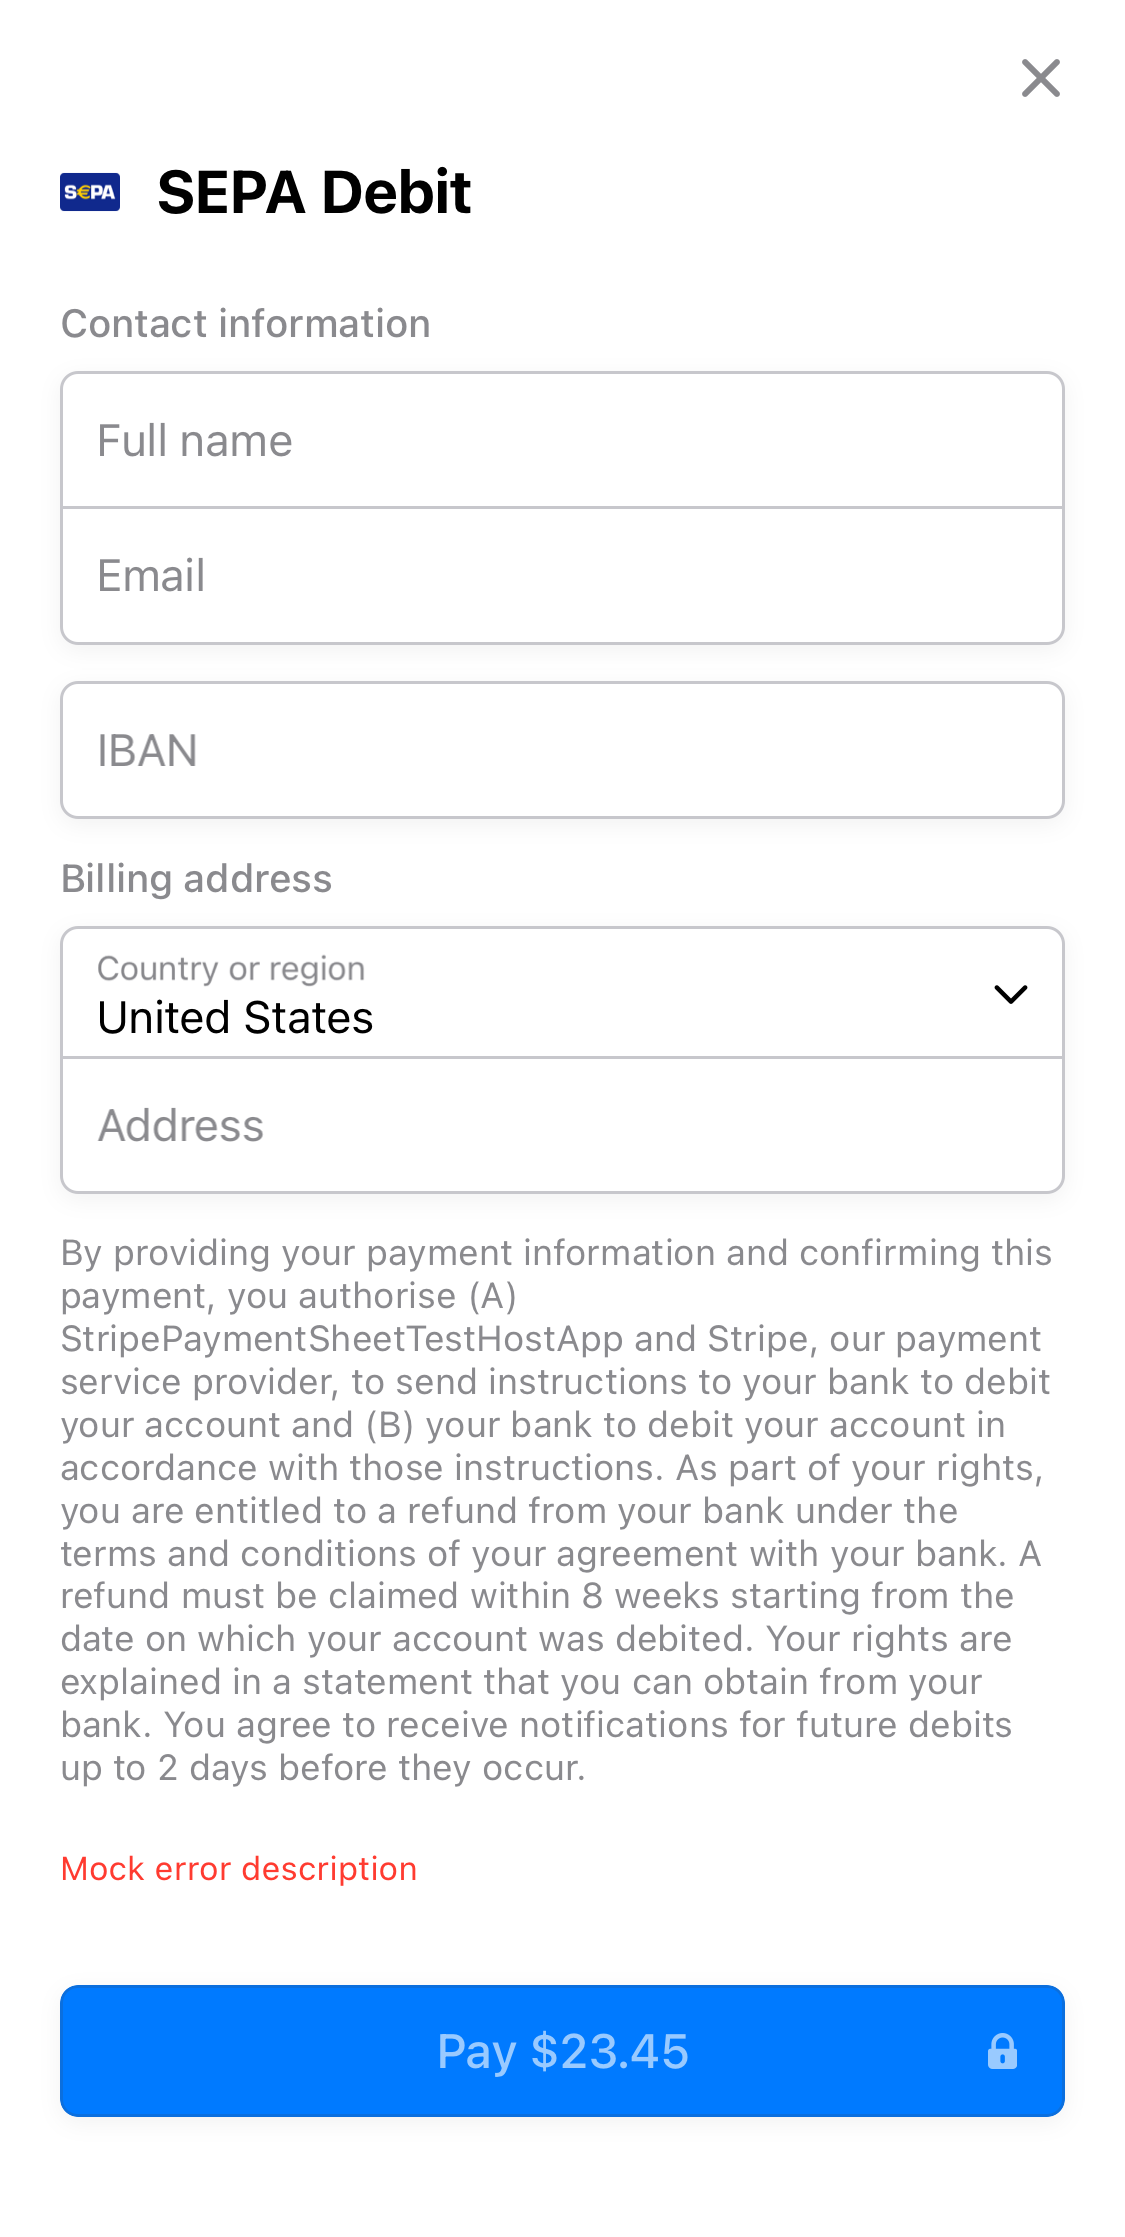 S€PA SEPA Debit
Contact information
Full name
Email
IBAN
Billing address
Country or region
United States
Address
By providing your payment information and confirming this
payment, you authorise (A)
StripePaymentSheetTestHostApp and Stripe, our payment
service provider, to send instructions to your bank to debit
your account and (B) your bank to debit your account in
accordance with those instructions. As part of your rights,
you are entitled to a refund from your bank under the
terms and conditions of your agreement with your bank. A
refund must be claimed within 8 weeks starting from the
date on which your account was debited. Your rights are
explained in a statement that you can obtain from your
bank. You agree to receive notifications for future debits
up to 2 days before they occur.
Mock error description
Pay $23.45